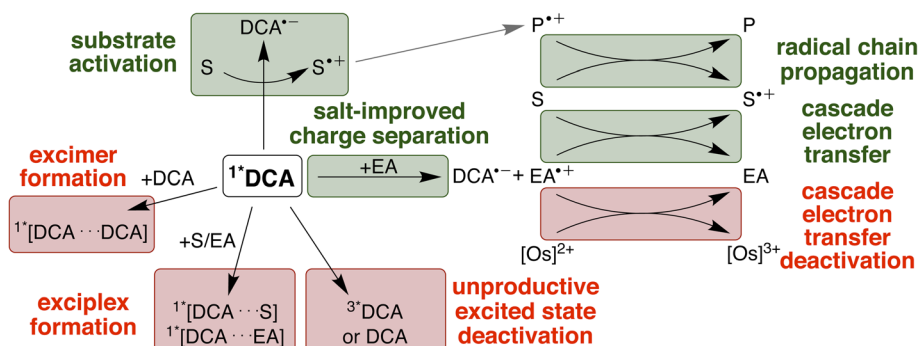 substrate
activation
DCA•−
S
S•+
P•+
P
radical chain
propagation
S
S•+
cascade
electron
transfer
salt-improved
charge separation
excimer
formation
+DCA
1*DCA
+EA
DCA•− + EA•+
EA
1*[DCA ···DCA]
cascade
electron
transfer
deactivation
[Os]2+
[Os]3+
+S/EA
exciplex
formation
1*[DCA ···S]
1*[DCA ···EA]
3*DCA
or DCA
unproductive
excited state
deactivation